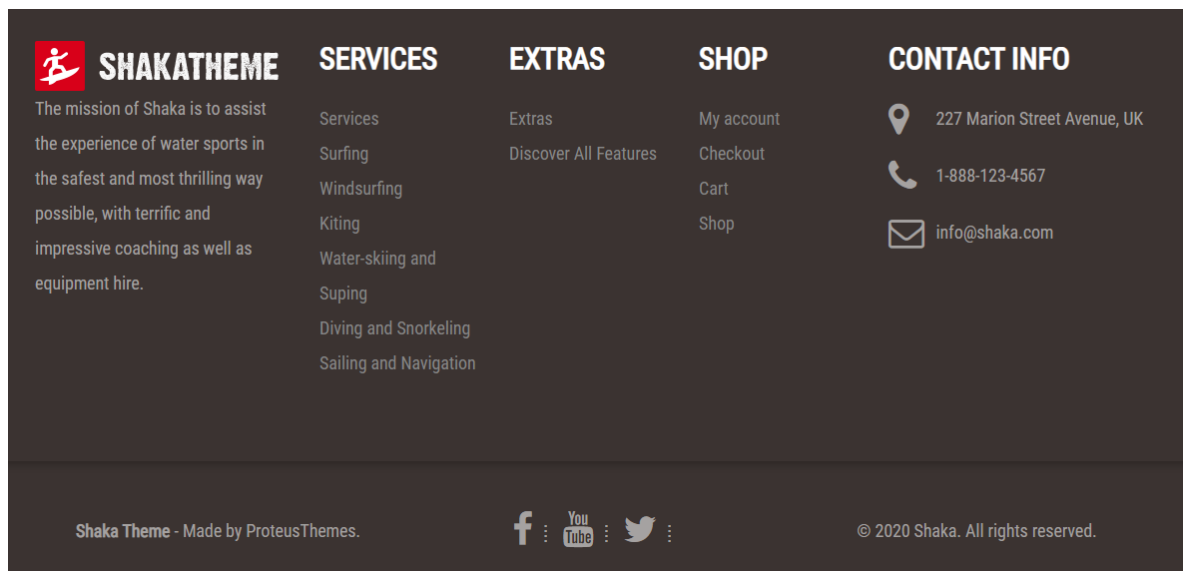 SHAKATHEME
The mission of Shaka is to assist
the experience of water sports in
the safest and most thrilling way
possible, with terrific and
impressive coaching as well as
equipment hire.
SERVICES
Services
Surfing
Windsurfing
Kiting
Water-skiing and
Suping
Diving and Snorkeling
Sailing and Navigation
EXTRAS
Extras
Discover All Features
SHOP
My account
Checkout
Cart
Shop
CONTACT INFO
227 Marion Street Avenue, UK
1-888-123-4567
info@shaka.com
Shaka Theme - Made by ProteusThemes.
You
Tube
© 2020 Shaka. All rights reserved.